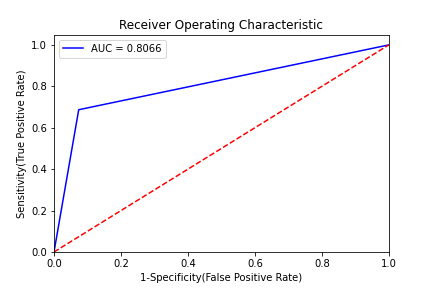 Receiver Operating Characteristic
AUC = 0.8066
1.0
0.8
0.6
0.4
0.2
0.0
Sensitivity(True Positive Rate)
0.0 0.2 0.4 0.6 0.8 1.0
1-Specificity(False Positive Rate)